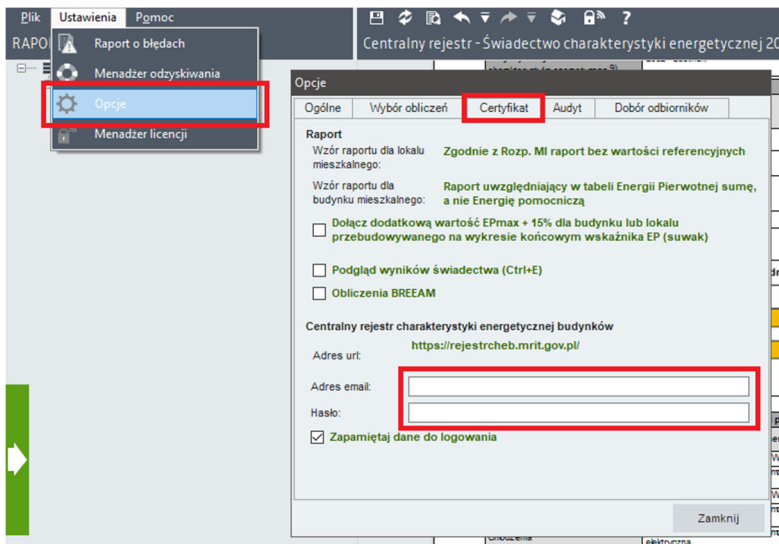 Plik Ustawienia Pomoc
?
Centralny rejestr - Świadectwo charakterystyki energetycznej 20
Raport o błędach
Menadżer odzyskiwania
Opcje
Menadżer licencji
Opcje
Ogólne Wybór obliczeń Certyfikat Audyt Dobór odbiorników
Raport
Wzór raportu dla lokalu
mieszkalnego:
Zgodnie z Rozp. MI raport bez wartości referencyjnych
Wzór raportu dla
budynku mieszkalnego:
Raport uwzględniający w tabeli Energii Pierwotnej sumę,
a nie Energię pomocniczą
Dołącz dodatkową wartość EPmax + 15% dla budynku lub lokalu
przebudowywanego na wykresie końcowym wskaźnika EP (suwak)
Podgląd wyników świadectwa (Ctrl+E)
Obliczenia BREEAM
Centralny rejestr charakterystyki energetycznej budynków
Adres url:
https://rejestrcheb.mrit.gov.pl/
Adres email:
Hasło:
Zapamiętaj dane do logowania
Zamknij